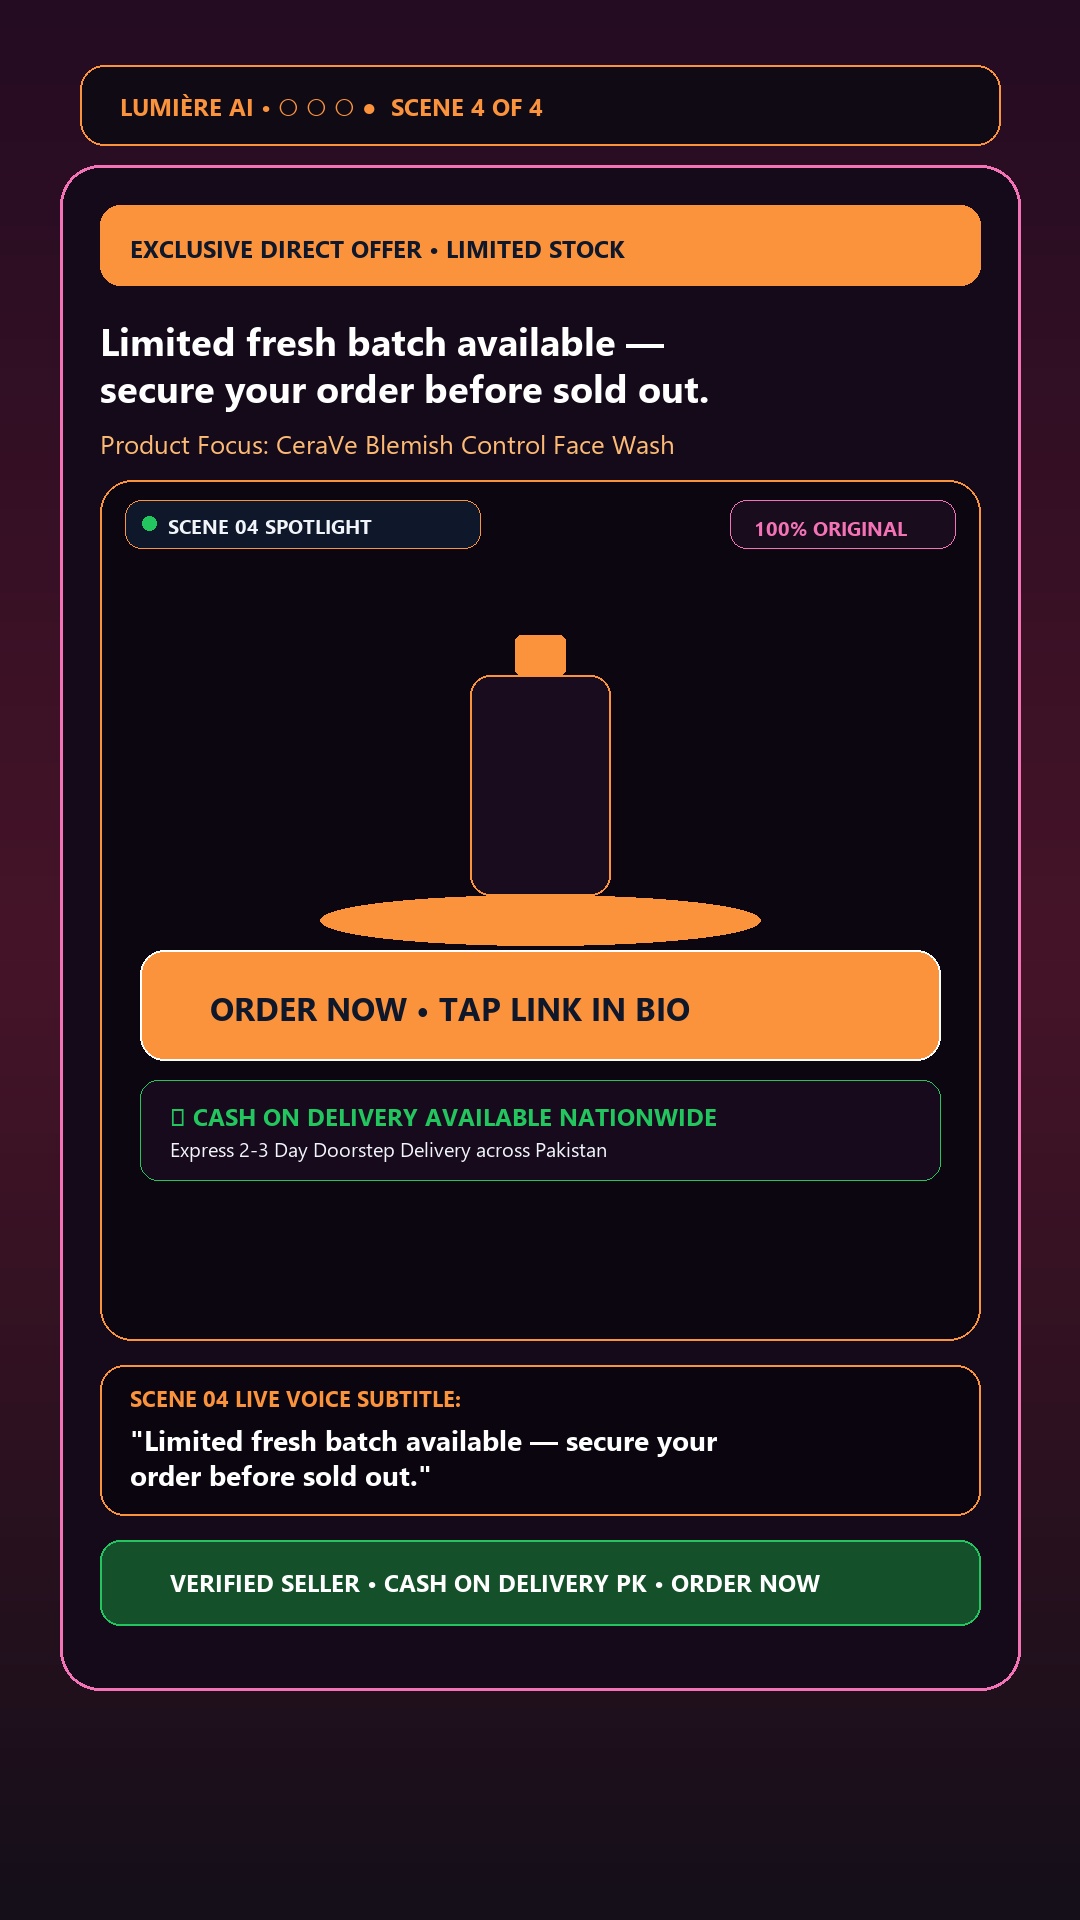 LUMIÈRE AI • ○ ○ ○ ● SCENE 4 OF 4
EXCLUSIVE DIRECT OFFER • LIMITED STOCK
Limited fresh batch available —
secure your order before sold out.
Product Focus: CeraVe Blemish Control Face Wash
SCENE 04 SPOTLIGHT
100% ORIGINAL
ORDER NOW • TAP LINK IN BIO
CASH ON DELIVERY AVAILABLE NATIONWIDE
Express 2-3 Day Doorstep Delivery across Pakistan
SCENE 04 LIVE VOICE SUBTITLE:
"Limited fresh batch available — secure your
order before sold out."
VERIFIED SELLER • CASH ON DELIVERY PK • ORDER NOW